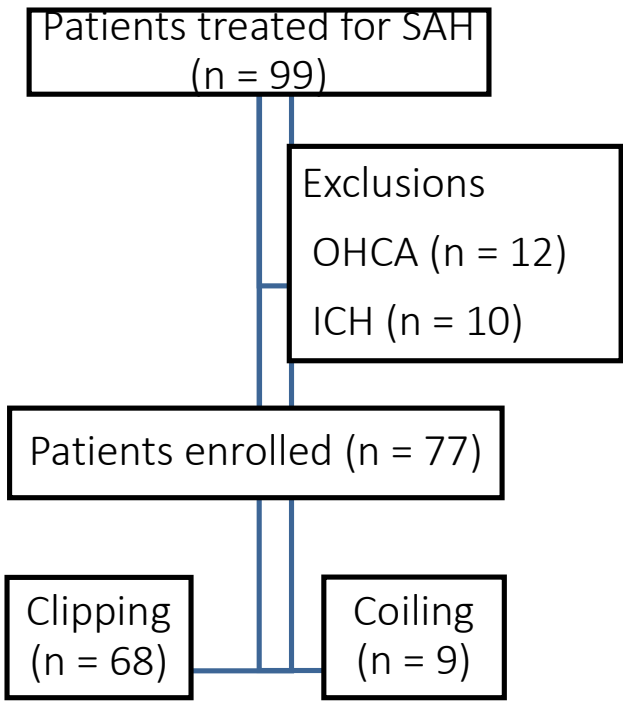 Patients treated for SAH
(n = 99)
Exclusions
OHCA (n = 12)
ICH (n = 10)
Patients enrolled (n = 77)
Clipping
(n = 68)
Coiling
(n = 9)